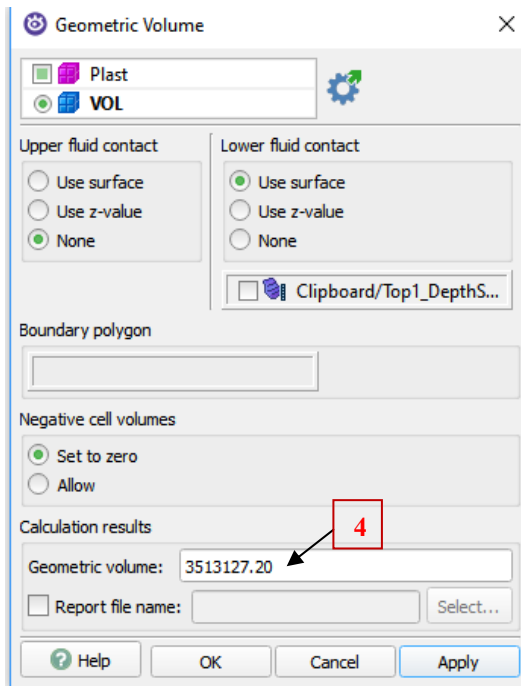 Geometric Volume
Plast
VOL
Upper fluid contact
Use surface
Use z-value
None
Lower fluid contact
Use surface
Use z-value
None
Clipboard/Top1_DepthS...
Boundary polygon
Negative cell volumes
Set to zero
Allow
Calculation results
4
Geometric volume: 3513127.20
Report file name: Select...
? Help OK Cancel Apply